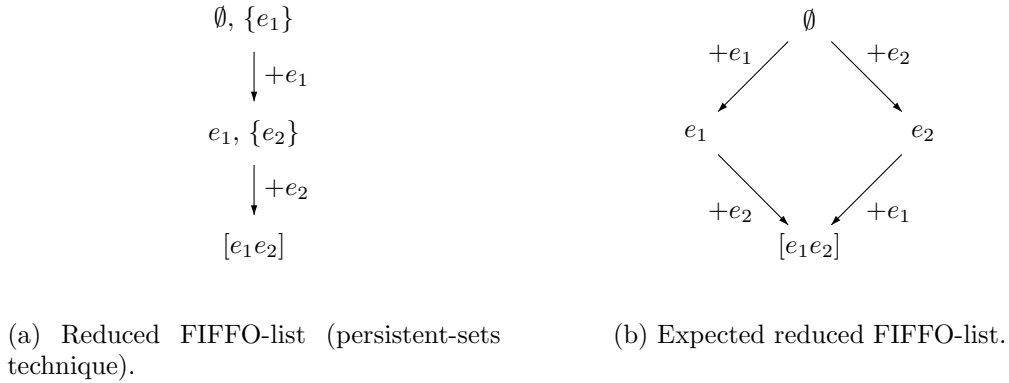 ∅, {e₁}
+e₁
e₁, {e₂}
+e₂
[e₁e₂]
(a) Reduced FIFFO-list (persistent-sets
technique).
∅
+e₁ +e₂
e₁ e₂
+e₂ +e₁
[e₁e₂]
(b) Expected reduced FIFFO-list.